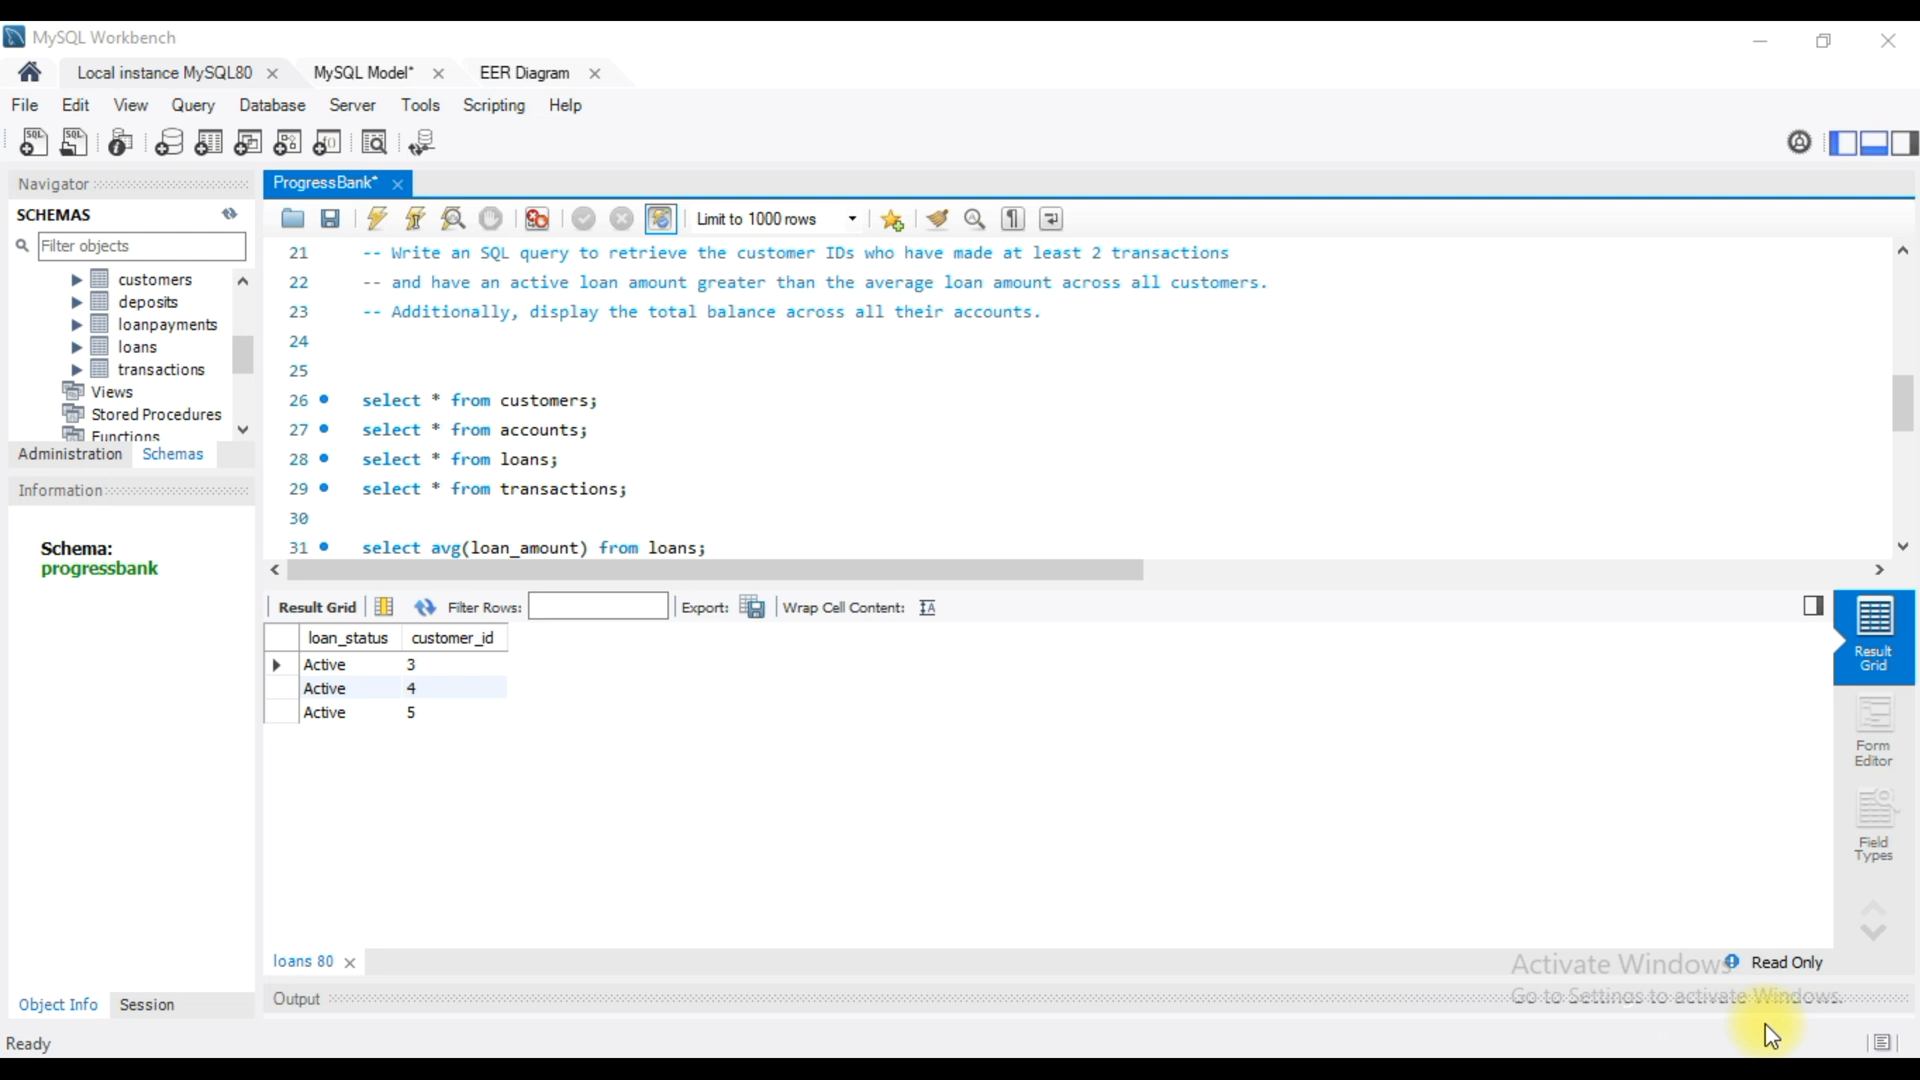 MySQL Workbench
Local instance MySQL80
MySQL Model*
EER Diagram
File Edit View Query Database Server Tools Scripting Help
Navigator
SCHEMAS
Filter objects
customers
deposits
loanpayments
loans
transactions
Views
Stored Procedures
Functions
Administration Schemas
Information
Schema:
progressbank
Object Info Session
ProgressBank*
Limit to 1000 rows
21 -- Write an SQL query to retrieve the customer IDs who have made at least 2 transactions
22 -- and have an active loan amount greater than the average loan amount across all customers.
23 -- Additionally, display the total balance across all their accounts.
24
25
26 select * from customers;
27 select * from accounts;
28 select * from loans;
29 select * from transactions;
30
31 select avg(loan_amount) from loans;
Result Grid Filter Rows: Export: Wrap Cell Content:
loan_status customer_id
Active 3
Active 4
Active 5
Result Grid
Form Editor
Field Types
loans 80
Activate Windows
Read Only
Output
Go to Settings to activate Windows.
Ready